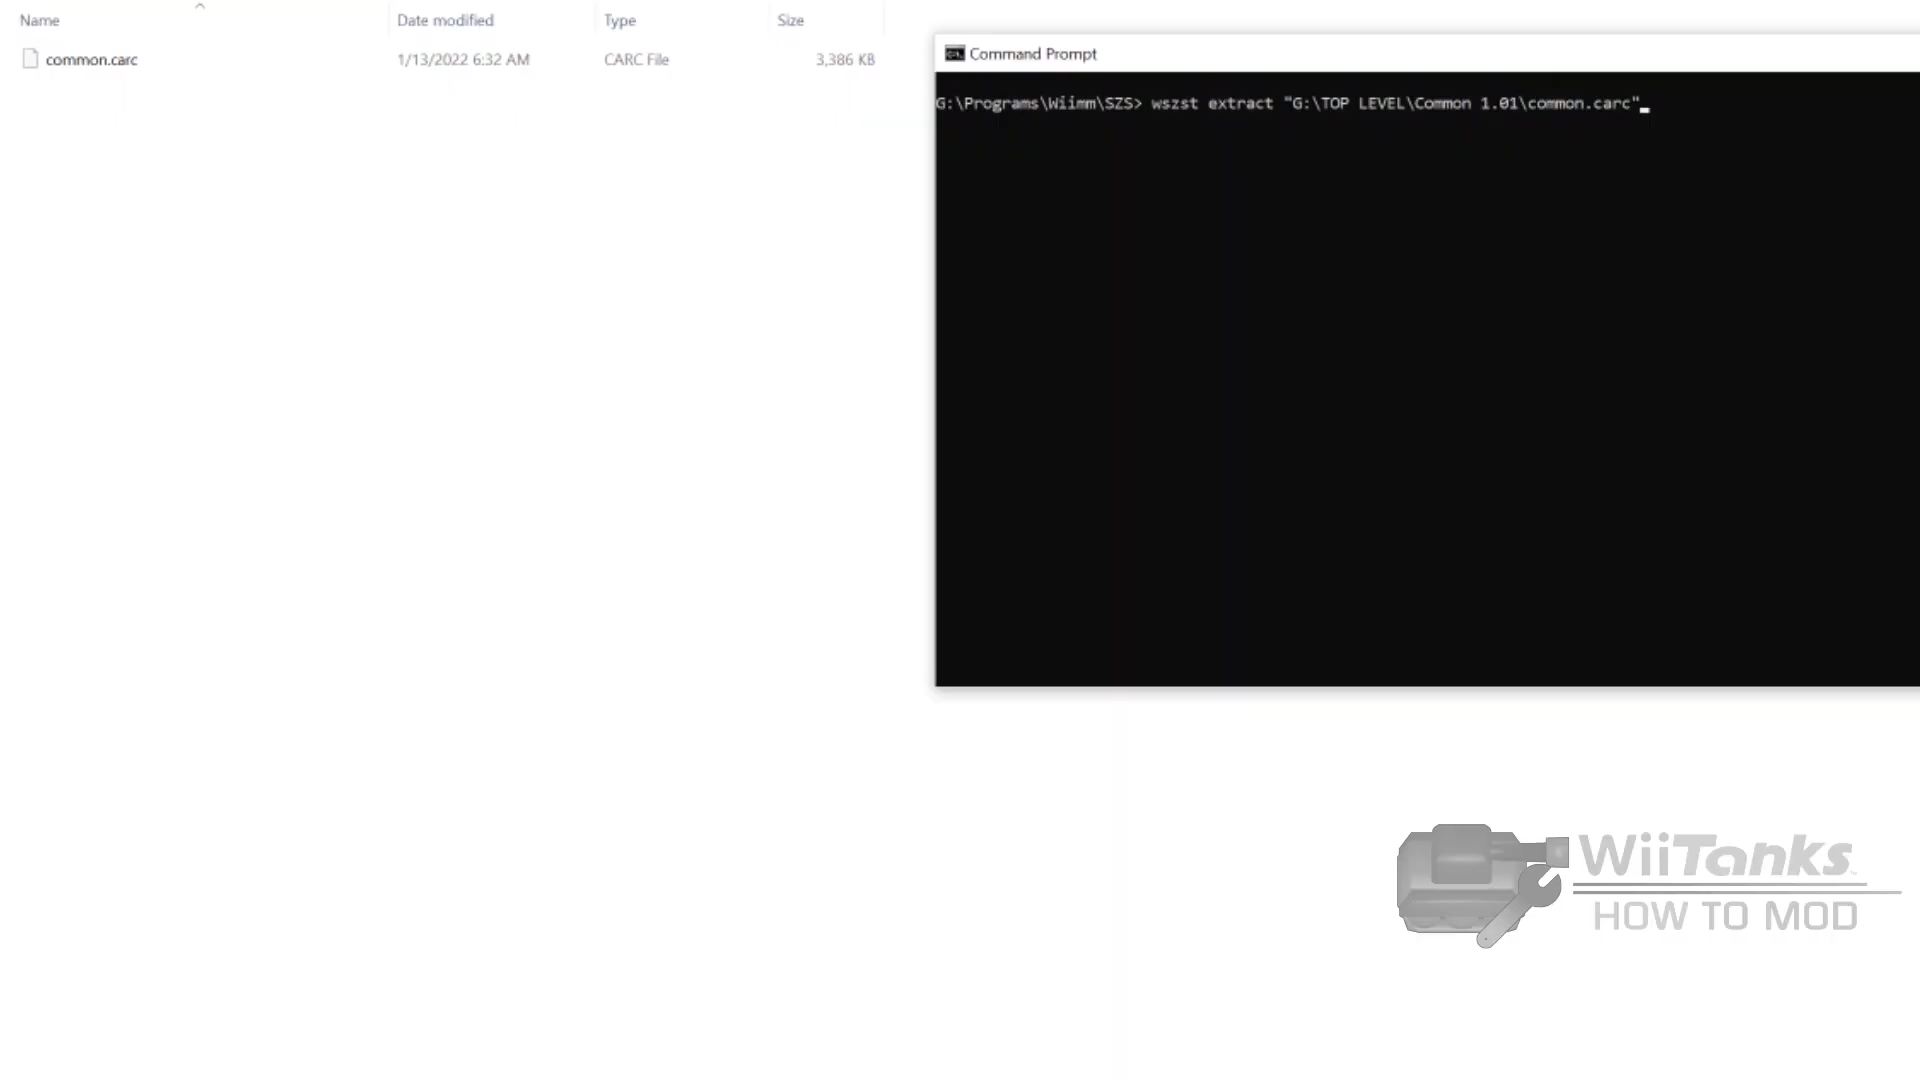 Name Date modified Type Size
common.carc 1/13/2022 6:32 AM CARC File 3,386 KB
Command Prompt
G:\Programs\Wiimm\SZS> wszst extract "G:\TOP LEVEL\Common 1.01\common.carc"
WiiTanks
HOW TO MOD